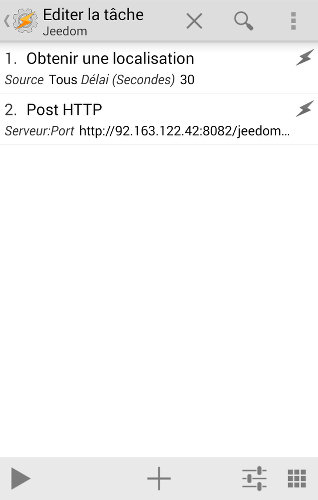 Editer la tâche
Jeedom
1. Obtenir une localisation
Source Tous Délai (Secondes) 30
2. Post HTTP
Serveur:Port http://92.163.122.42:8082/jeedom...